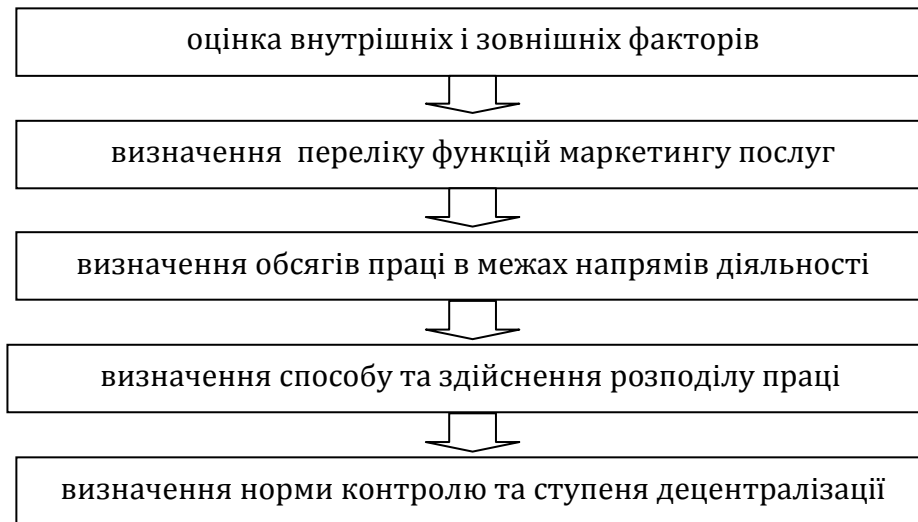 оцінка внутрішніх і зовнішніх факторів
визначення переліку функцій маркетингу послуг
визначення обсягів праці в межах напрямів діяльності
визначення способу та здійснення розподілу праці
визначення норми контролю та ступеня децентралізації